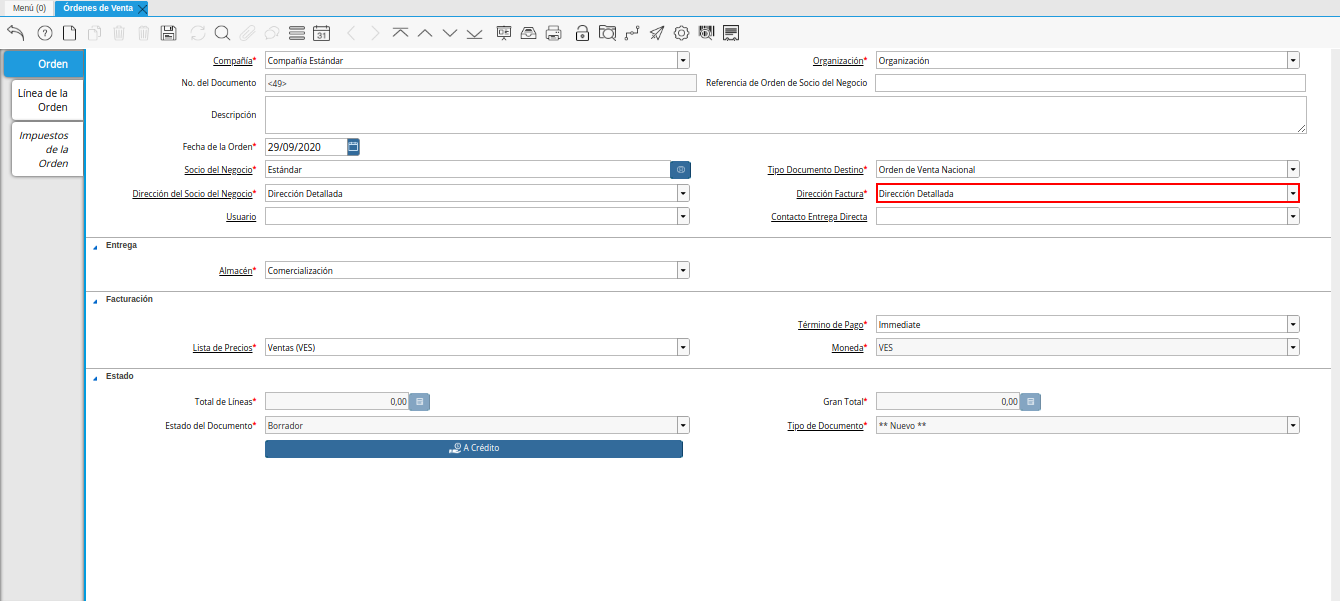 Menú (0) Órdenes de Venta
31
Orden
Línea de la
Orden
Impuestos
de la
Orden
Compañía* Compañía Estándar Organización* Organización
No. del Documento <49> Referencia de Orden de Socio del Negocio
Descripción
Fecha de la Orden* 29/09/2020
Socio del Negocio* Estándar Tipo Documento Destino* Orden de Venta Nacional
Dirección del Socio del Negocio* Dirección Detallada Dirección Factura* Dirección Detallada
Usuario Contacto Entrega Directa
Entrega
Almacén* Comercialización
Facturación
Término de Pago* Immediate
Lista de Precios* Ventas (VES) Moneda* VES
Estado
Total de Líneas* 0,00 Gran Total* 0,00
Estado del Documento* Borrador Tipo de Documento* ** Nuevo **
A Crédito